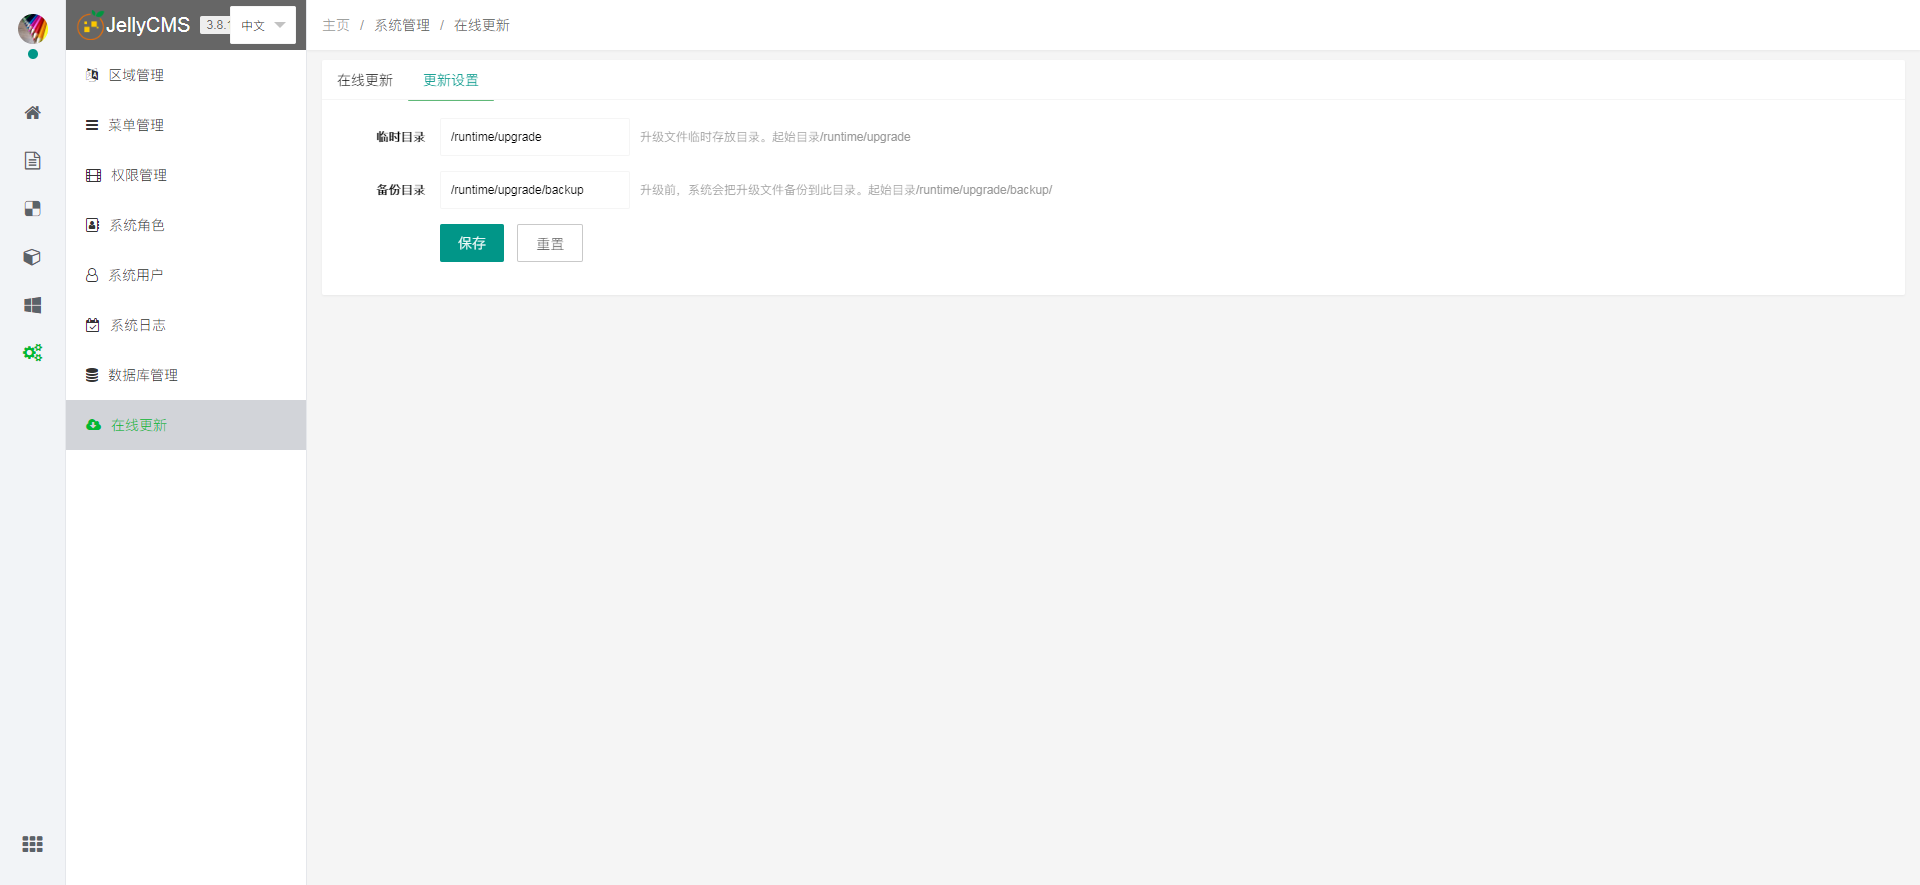 JellyCMS 3.8. 中文
主页 / 系统管理 / 在线更新
区域管理
菜单管理
权限管理
系统角色
系统用户
系统日志
数据库管理
在线更新
在线更新 更新设置
临时目录 /runtime/upgrade 升级文件临时存放目录。起始目录/runtime/upgrade
备份目录 /runtime/upgrade/backup 升级前，系统会把升级文件备份到此目录。起始目录/runtime/upgrade/backup/
保存 重置